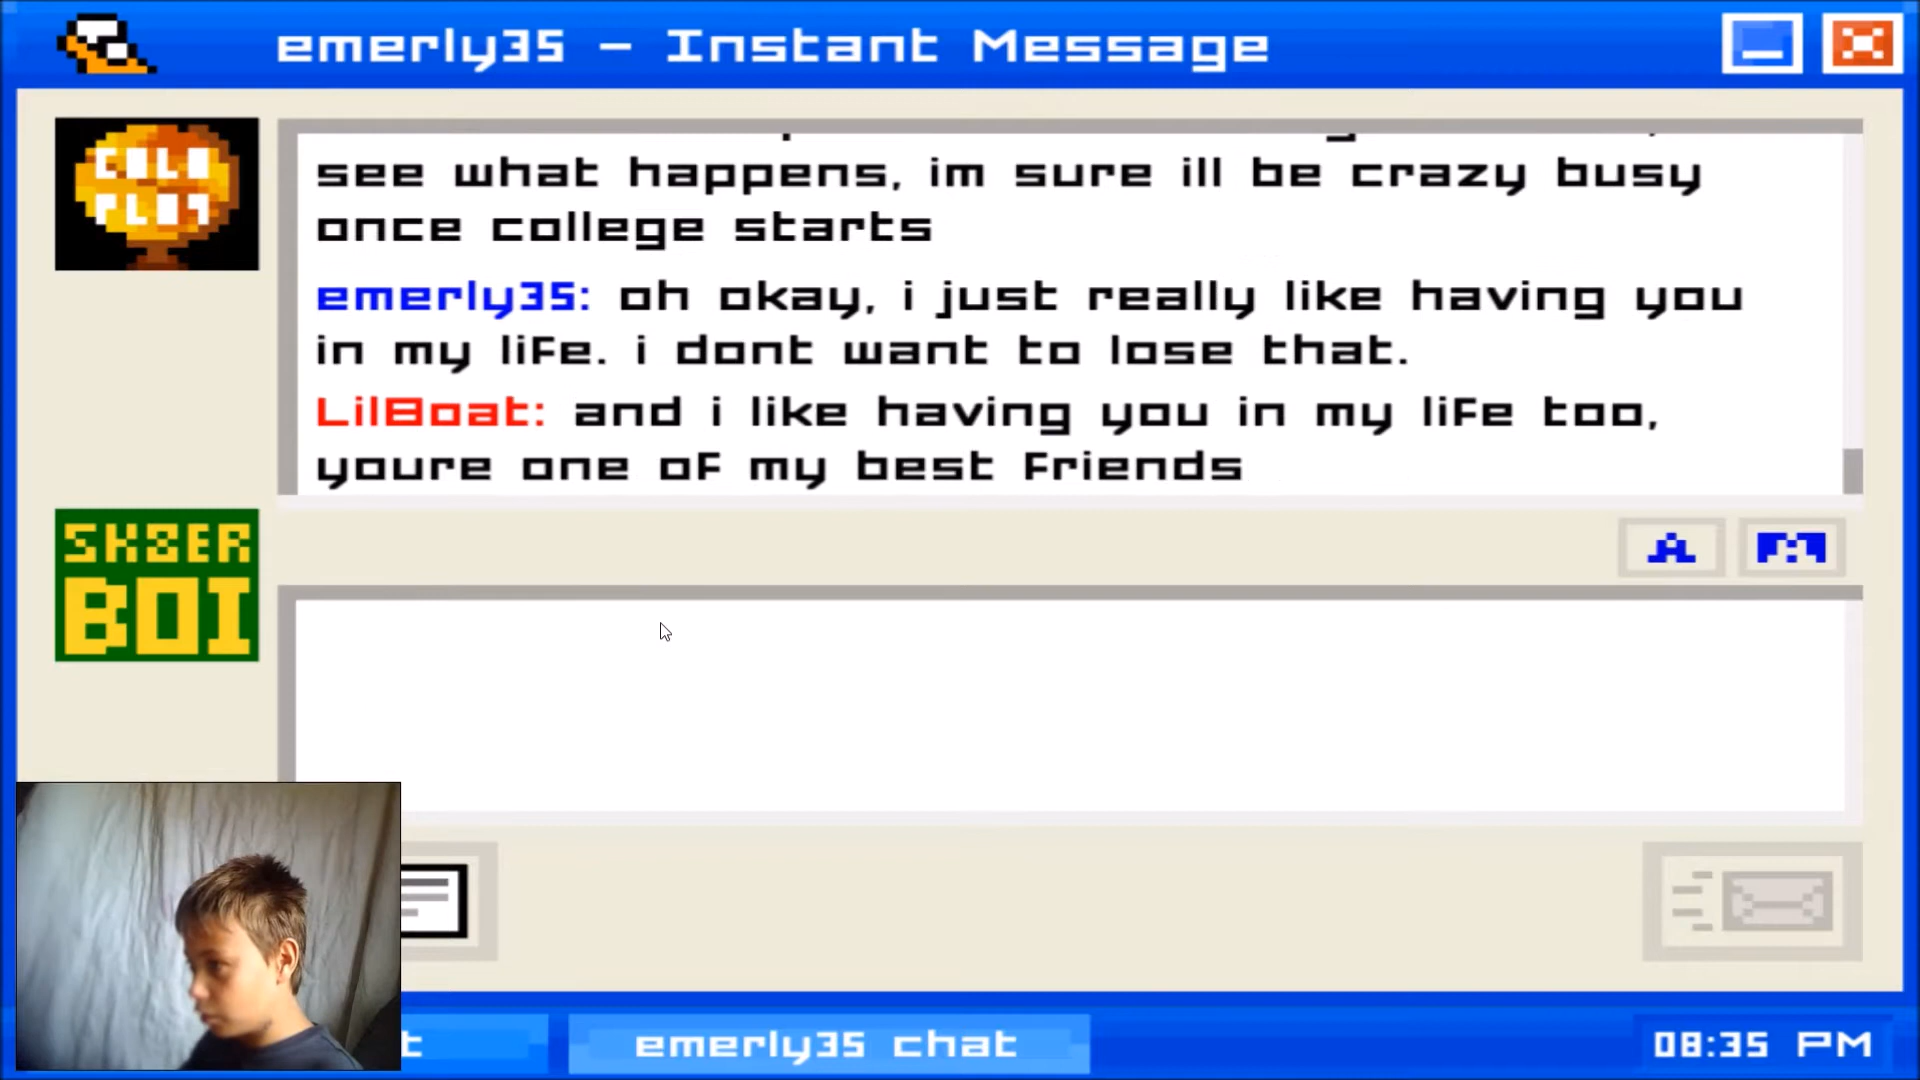 emerly35 - Instant Message
COLD
PLAY
see what happens, im sure ill be crazy busy
once college starts
emerly35: oh okay, i just really like having you
in my life. i dont want to lose that.
LilBoat: and i like having you in my life too,
youre one of my best friends
SK8ER
BOI
A
t
emerly35 chat
08:35 PM